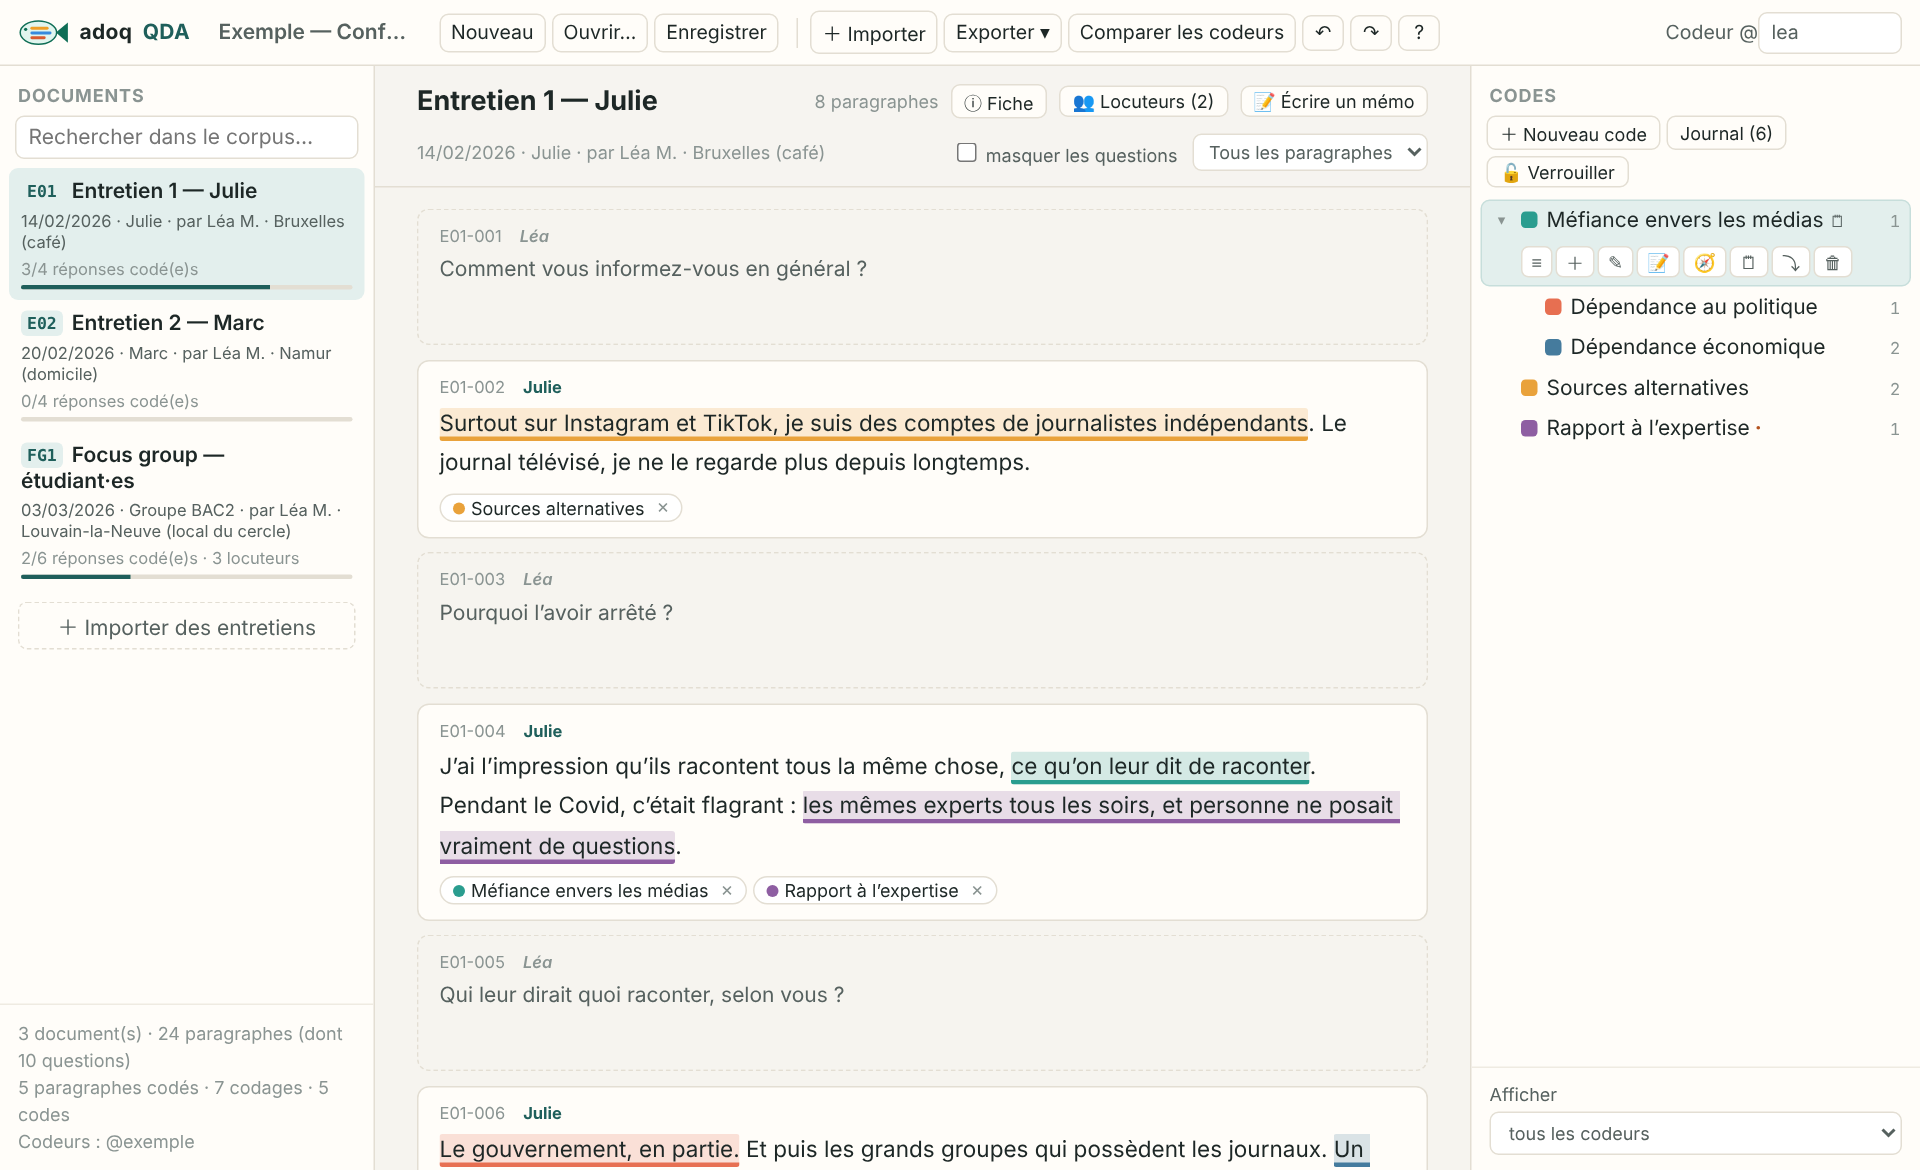 adoq QDA
Exemple — Conf...
Nouveau
Ouvrir...
Enregistrer
+ Importer
Exporter ▾
Comparer les codeurs
↶
↷
?
Codeur @ lea
DOCUMENTS
Rechercher dans le corpus...
E01 Entretien 1 — Julie
14/02/2026 · Julie · par Léa M. · Bruxelles
(café)
3/4 réponses codé(e)s
E02 Entretien 2 — Marc
20/02/2026 · Marc · par Léa M. · Namur
(domicile)
0/4 réponses codé(e)s
FG1 Focus group —
étudiant·es
03/03/2026 · Groupe BAC2 · par Léa M. ·
Louvain-la-Neuve (local du cercle)
2/6 réponses codé(e)s · 3 locuteurs
+ Importer des entretiens
3 document(s) · 24 paragraphes (dont
10 questions)
5 paragraphes codés · 7 codages · 5
codes
Codeurs : @exemple
Entretien 1 — Julie
8 paragraphes
ⓘ Fiche
👥 Locuteurs (2)
📝 Écrire un mémo
14/02/2026 · Julie · par Léa M. · Bruxelles (café)
masquer les questions
Tous les paragraphes
E01-001 Léa
Comment vous informez-vous en général ?
E01-002 Julie
Surtout sur Instagram et TikTok, je suis des comptes de journalistes indépendants. Le
journal télévisé, je ne le regarde plus depuis longtemps.
Sources alternatives ×
E01-003 Léa
Pourquoi l’avoir arrêté ?
E01-004 Julie
J’ai l’impression qu’ils racontent tous la même chose, ce qu’on leur dit de raconter.
Pendant le Covid, c’était flagrant : les mêmes experts tous les soirs, et personne ne posait
vraiment de questions.
Méfiance envers les médias ×
Rapport à l’expertise ×
E01-005 Léa
Qui leur dirait quoi raconter, selon vous ?
E01-006 Julie
Le gouvernement, en partie. Et puis les grands groupes qui possèdent les journaux. Un
CODES
+ Nouveau code
Journal (6)
🔓 Verrouiller
▾ Méfiance envers les médias 1
Dépendance au politique 1
Dépendance économique 2
Sources alternatives 2
Rapport à l’expertise · 1
Afficher
tous les codeurs